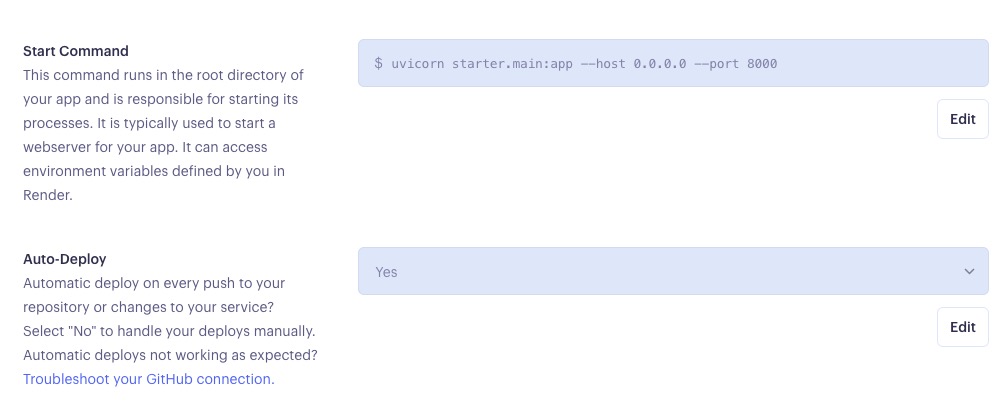 Start Command
This command runs in the root directory of
your app and is responsible for starting its
processes. It is typically used to start a
webserver for your app. It can access
environment variables defined by you in
Render.
$ uvicorn starter.main:app --host 0.0.0.0 --port 8000
Edit
Auto-Deploy
Automatic deploy on every push to your
repository or changes to your service?
Select "No" to handle your deploys manually.
Automatic deploys not working as expected?
Troubleshoot your GitHub connection.
Yes
Edit